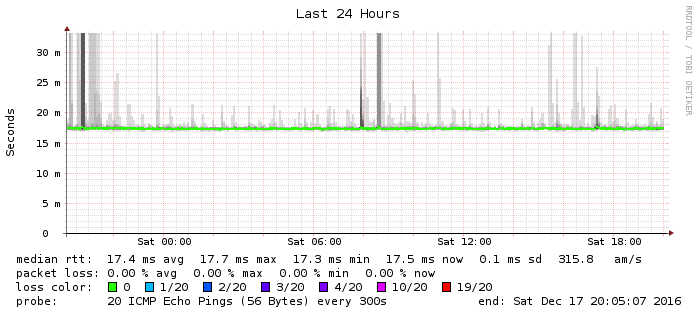 Last 24 Hours
RRDTOOL / TOBI OETIKER
Seconds
30 m
25 m
20 m
15 m
10 m
5 m
0
Sat 00:00 Sat 06:00 Sat 12:00 Sat 18:00
median rtt: 17.4 ms avg 17.7 ms max 17.3 ms min 17.5 ms now 0.1 ms sd 315.8 am/s
packet loss: 0.00 % avg 0.00 % max 0.00 % min 0.00 % now
loss color: 0 1/20 2/20 3/20 4/20 10/20 19/20
probe: 20 ICMP Echo Pings (56 Bytes) every 300s end: Sat Dec 17 20:05:07 2016